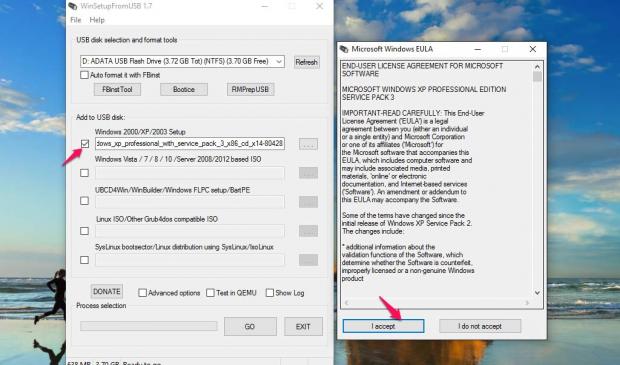 WinSetupFromUSB 1.7
File Help
USB disk selection and format tools
D: ADATA USB Flash Drive (3.72 GB Tot) (NTFS) (3.70 GB Free)
Refresh
Auto format it with FBinst
FBinstTool Bootice RMPrepUSB
Add to USB disk:
Windows 2000/XP/2003 Setup
dows_xp_professional_with_service_pack_3_x86_cd_x14-80428
...
Windows Vista / 7 / 8 / 10 /Server 2008/2012 based ISO
...
UBCD4Win/WinBuilder/Windows FLPC setup/BartPE
...
Linux ISO/Other Grub4dos compatible ISO
...
SysLinux bootsector/Linux distribution using SysLinux/IsoLinux
...
DONATE Advanced options Test in QEMU Show Log
Process selection
GO EXIT
Microsoft Windows EULA
END-USER LICENSE AGREEMENT FOR MICROSOFT
SOFTWARE
MICROSOFT WINDOWS XP PROFESSIONAL EDITION
SERVICE PACK 3
IMPORTANT-READ CAREFULLY: This End-User
License Agreement ('EULA') is a legal
agreement between you (either an individual
or a single entity) and Microsoft Corporation
or one of its affiliates ('Microsoft') for
the Microsoft software that accompanies this
EULA, which includes computer software and
may include associated media, printed
materials, 'online' or electronic
documentation, and Internet-based services
('Software'). An amendment or addendum to
this EULA may accompany the Software.
Some of the terms have changed since the
initial release of Windows XP Service Pack 2.
The changes include:
* additional information about the
validation functions of the Software, which
determine whether the Software is counterfeit,
improperly licensed or a non-genuine Windows
product
I accept I do not accept